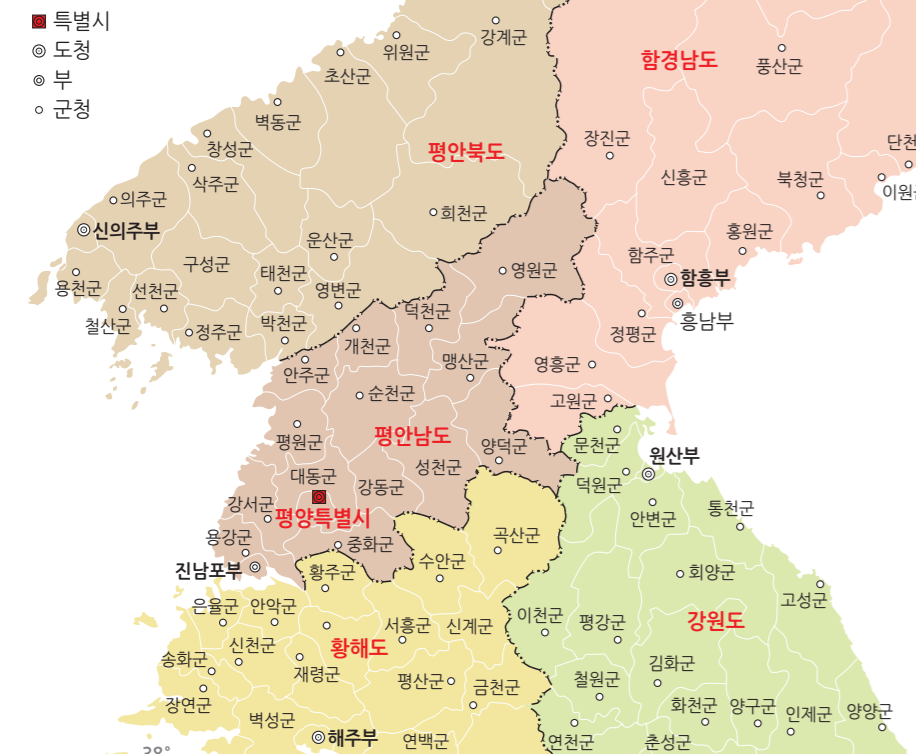 특별시
도청
부
군청
강계군
위원군
초산군
함경남도
풍산군
벽동군
창성군
평안북도
장진군
단천
삭주군
신흥군
북청군
이원군
의주군
희천군
신의주부
운산군
홍원군
구성군
함주군
태천군
영원군
함흥부
용천군
선천군
영변군
흥남부
철산군
정주군
박천군
덕천군
정평군
개천군
맹산군
영흥군
안주군
순천군
고원군
평원군
평안남도
양덕군
문천군
원산부
대동군
성천군
강동군
덕원군
강서군
평양특별시
안변군
통천군
용강군
중화군
곡산군
진남포부
황주군
수안군
회양군
고성군
은율군
안악군
이천군
평강군
강원도
서흥군
신계군
신천군
황해도
송화군
재령군
김화군
평산군
금천군
철원군
장연군
벽성군
화천군
양구군
인제군
양양군
해주부
연백군
연천군
춘성군
38°